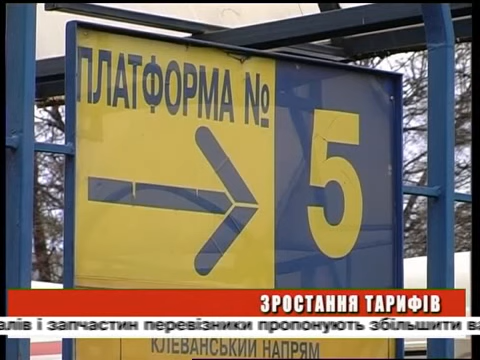 ПЛАТФОРМА №
5
ЗРОСТАННЯ ТАРИФІВ
алів і запчастин перевізники пропонують збільшити ва
КЛЕВАНСЬКИЙ НАПРЯМ